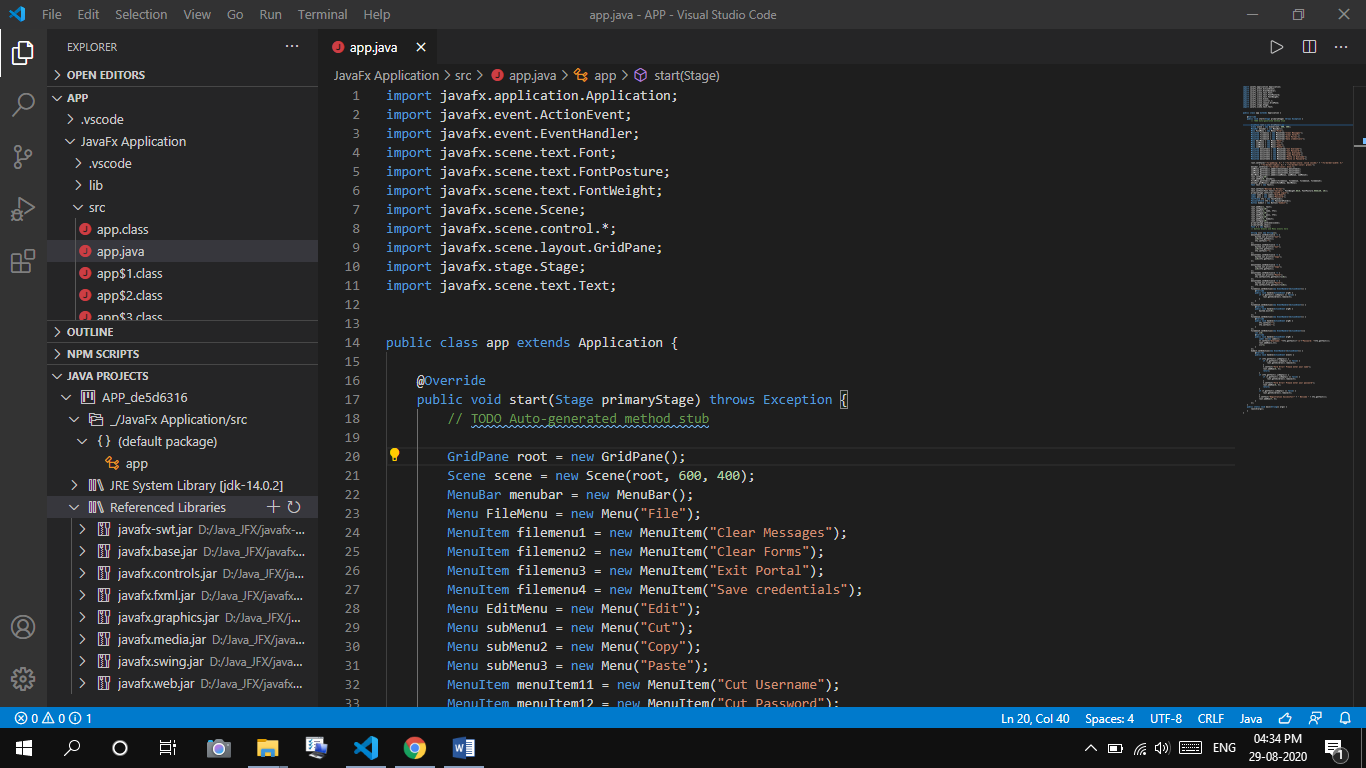 File Edit Selection View Go Run Terminal Help
app.java - APP - Visual Studio Code
EXPLORER
OPEN EDITORS
APP
.vscode
JavaFx Application
.vscode
lib
src
app.class
app.java
app$1.class
app$2.class
app$3.class
OUTLINE
NPM SCRIPTS
JAVA PROJECTS
APP_de5d6316
_/JavaFx Application/src
{} (default package)
app
JRE System Library [jdk-14.0.2]
Referenced Libraries
javafx-swt.jar D:/Java_JFX/javafx-...
javafx.base.jar D:/Java_JFX/javafx...
javafx.controls.jar D:/Java_JFX/ja...
javafx.fxml.jar D:/Java_JFX/javafx...
javafx.graphics.jar D:/Java_JFX/j...
javafx.media.jar D:/Java_JFX/java...
javafx.swing.jar D:/Java_JFX/java...
javafx.web.jar D:/Java_JFX/javafx...
app.java
JavaFx Application > src > app.java > app > start(Stage)
1 import javafx.application.Application;
2 import javafx.event.ActionEvent;
3 import javafx.event.EventHandler;
4 import javafx.scene.text.Font;
5 import javafx.scene.text.FontPosture;
6 import javafx.scene.text.FontWeight;
7 import javafx.scene.Scene;
8 import javafx.scene.control.*;
9 import javafx.scene.layout.GridPane;
10 import javafx.stage.Stage;
11 import javafx.scene.text.Text;
12
13
14 public class app extends Application {
15
16 @Override
17 public void start(Stage primaryStage) throws Exception {
18 // TODO Auto-generated method stub
19
20 GridPane root = new GridPane();
21 Scene scene = new Scene(root, 600, 400);
22 MenuBar menubar = new MenuBar();
23 Menu FileMenu = new Menu("File");
24 MenuItem filemenu1 = new MenuItem("Clear Messages");
25 MenuItem filemenu2 = new MenuItem("Clear Forms");
26 MenuItem filemenu3 = new MenuItem("Exit Portal");
27 MenuItem filemenu4 = new MenuItem("Save credentials");
28 Menu EditMenu = new Menu("Edit");
29 Menu subMenu1 = new Menu("Cut");
30 Menu subMenu2 = new Menu("Copy");
31 Menu subMenu3 = new Menu("Paste");
32 MenuItem menuItem11 = new MenuItem("Cut Username");
33 MenuItem menuItem12 = new MenuItem("Cut Password");
0 0 1
Ln 20, Col 40 Spaces: 4 UTF-8 CRLF Java
ENG
04:34 PM
29-08-2020
1